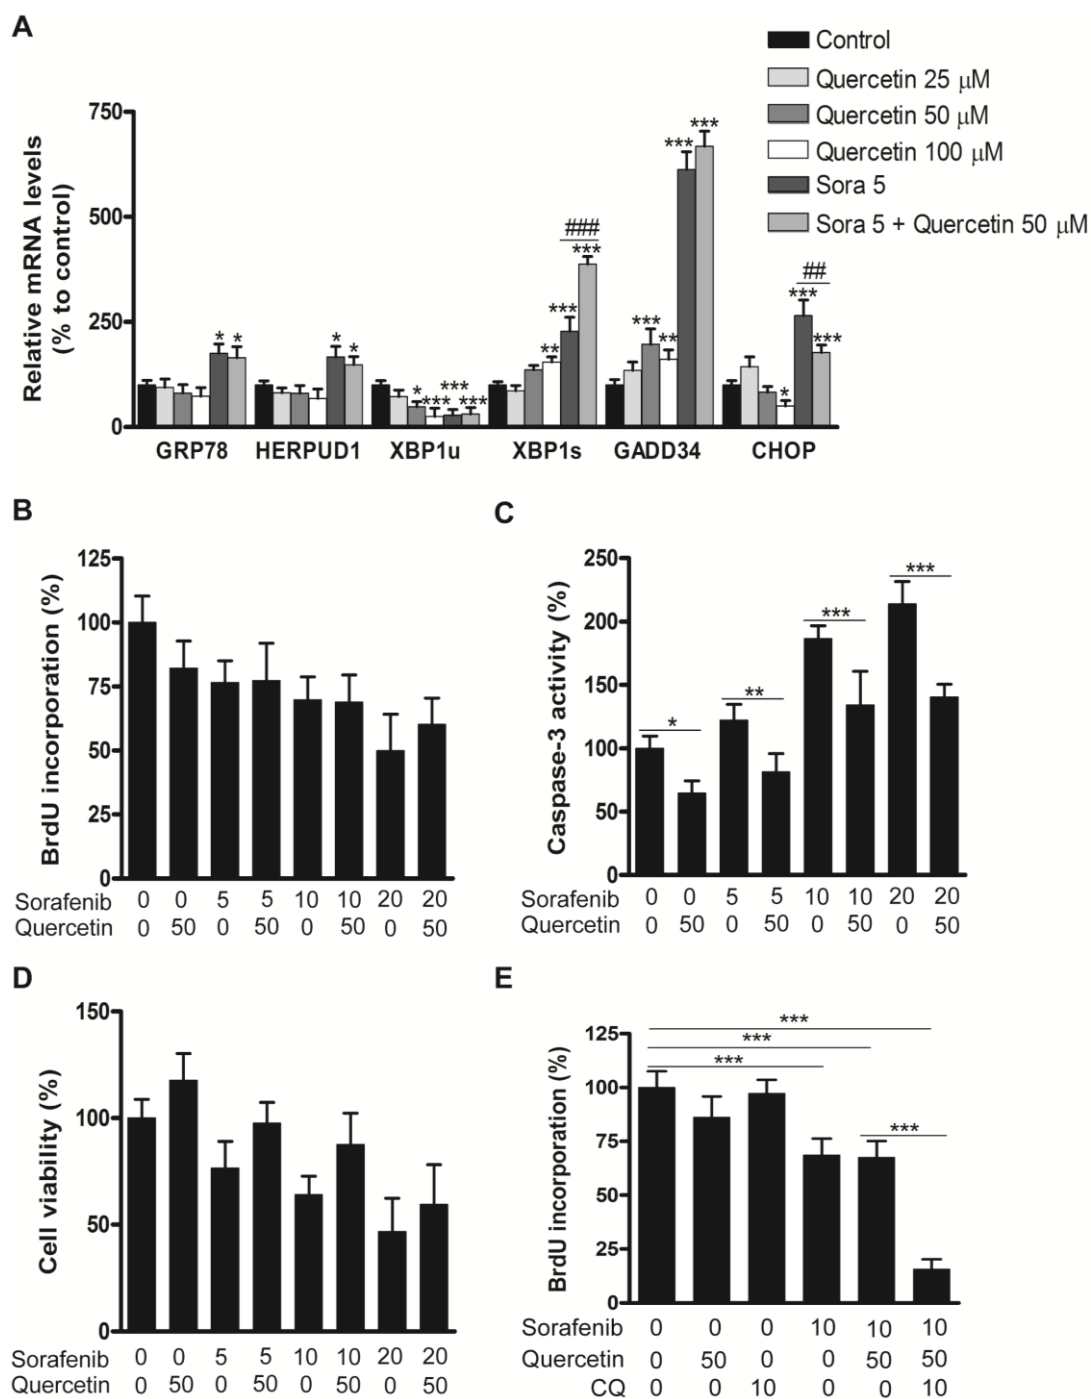 A
Control
Quercetin 25 μM
Quercetin 50 μM
Quercetin 100 μM
Sora 5
Sora 5 + Quercetin 50 μM
Relative mRNA levels
(% to control)
750
500
250
0
* * * * * *** *** *** ** *** *** ### *** ** *** *** * *** ## ***
GRP78 HERPUD1 XBP1u XBP1s GADD34 CHOP
B
BrdU incorporation (%)
125
100
75
50
25
0
Sorafenib 0 0 5 5 10 10 20 20
Quercetin 0 50 0 50 0 50 0 50
C
Caspase-3 activity (%)
250
200
150
100
50
0
* ** *** ***
Sorafenib 0 0 5 5 10 10 20 20
Quercetin 0 50 0 50 0 50 0 50
D
Cell viability (%)
150
100
50
0
Sorafenib 0 0 5 5 10 10 20 20
Quercetin 0 50 0 50 0 50 0 50
E
BrdU incorporation (%)
125
100
75
50
25
0
***
***
***
***
Sorafenib 0 0 0 10 10 10
Quercetin 0 50 0 0 50 50
CQ 0 0 10 0 0 10